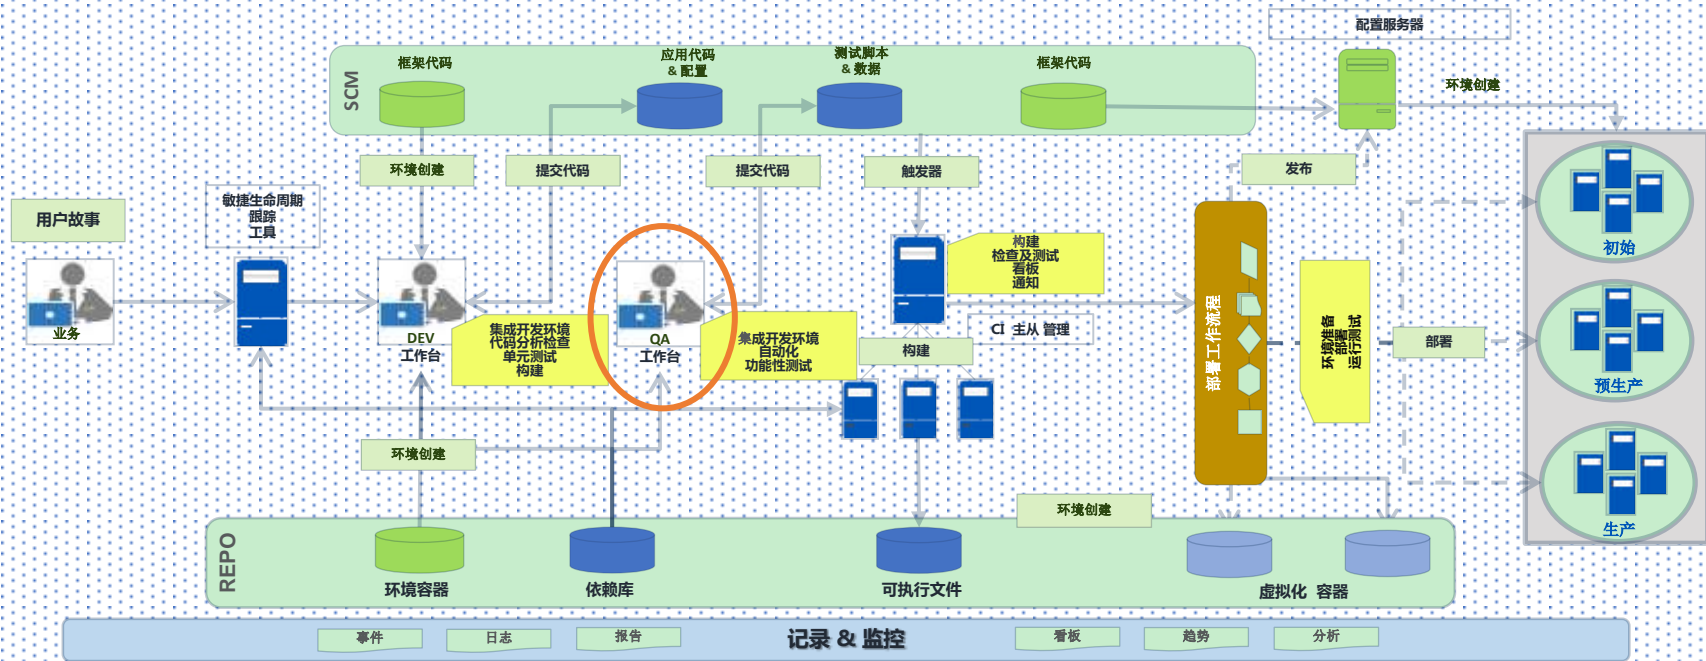 配置服务器
SCM
框架代码
应用代码
& 配置
测试脚本
& 数据
框架代码
环境创建
环境创建
提交代码
提交代码
触发器
发布
用户故事
敏捷生命周期
跟踪
工具
业务
DEV
工作台
集成开发环境
代码分析检查
单元测试
构建
QA
工作台
集成开发环境
自动化
功能性测试
构建
检查及测试
看板
通知
CI 主从 管理
构建
部署工作流程
环境准备
部署
运行测试
部署
初始
预生产
生产
环境创建
环境创建
REPO
环境容器
依赖库
可执行文件
虚拟化 容器
事件
日志
报告
记录 & 监控
看板
趋势
分析